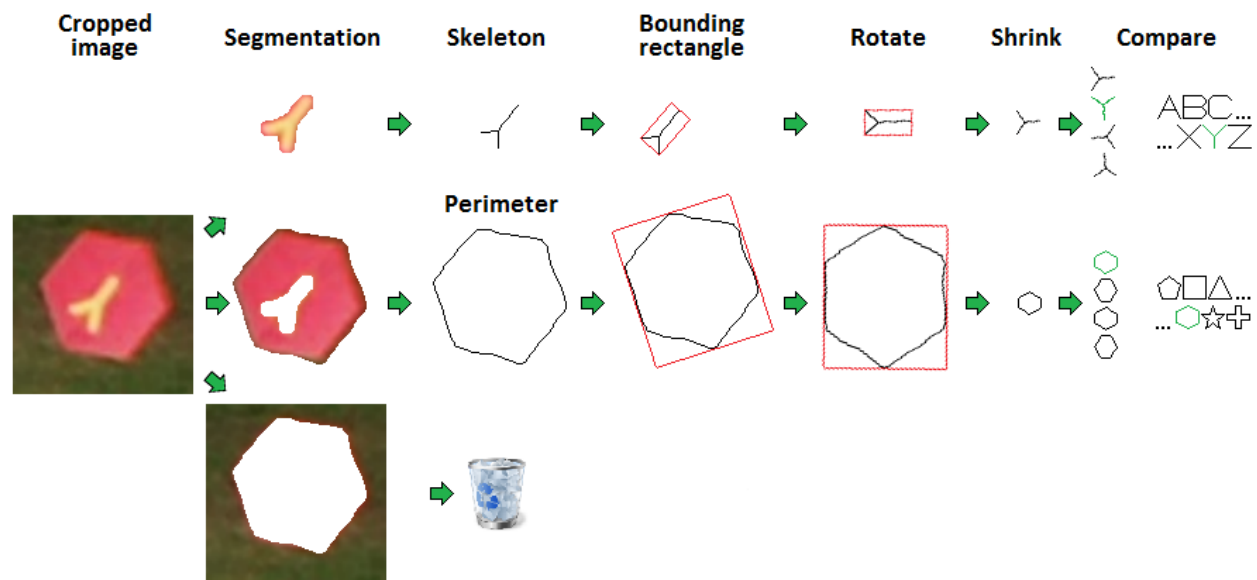 Cropped
image
Segmentation
Skeleton
Bounding
rectangle
Rotate
Shrink
Compare
ABC...
...XYZ
Perimeter
...
...